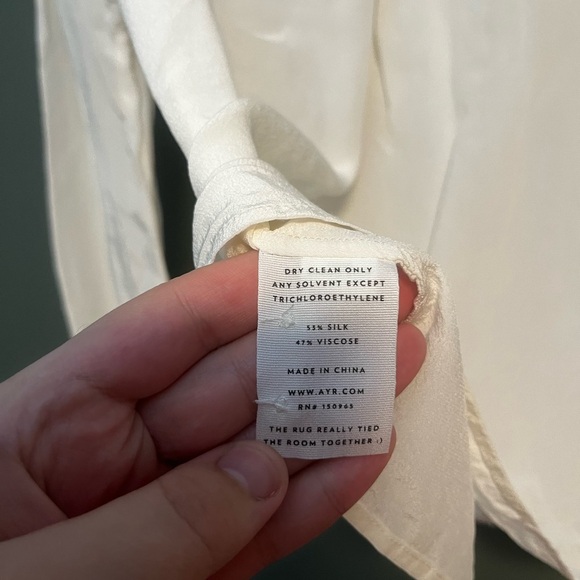 DRY CLEAN ONLY
ANY SOLVENT EXCEPT
TRICHLOROETHYLENE
53% SILK
47% VISCOSE
MADE IN CHINA
WWW.AYR.COM
RN# 150965
THE RUG REALLY TIED
THE ROOM TOGETHER :)